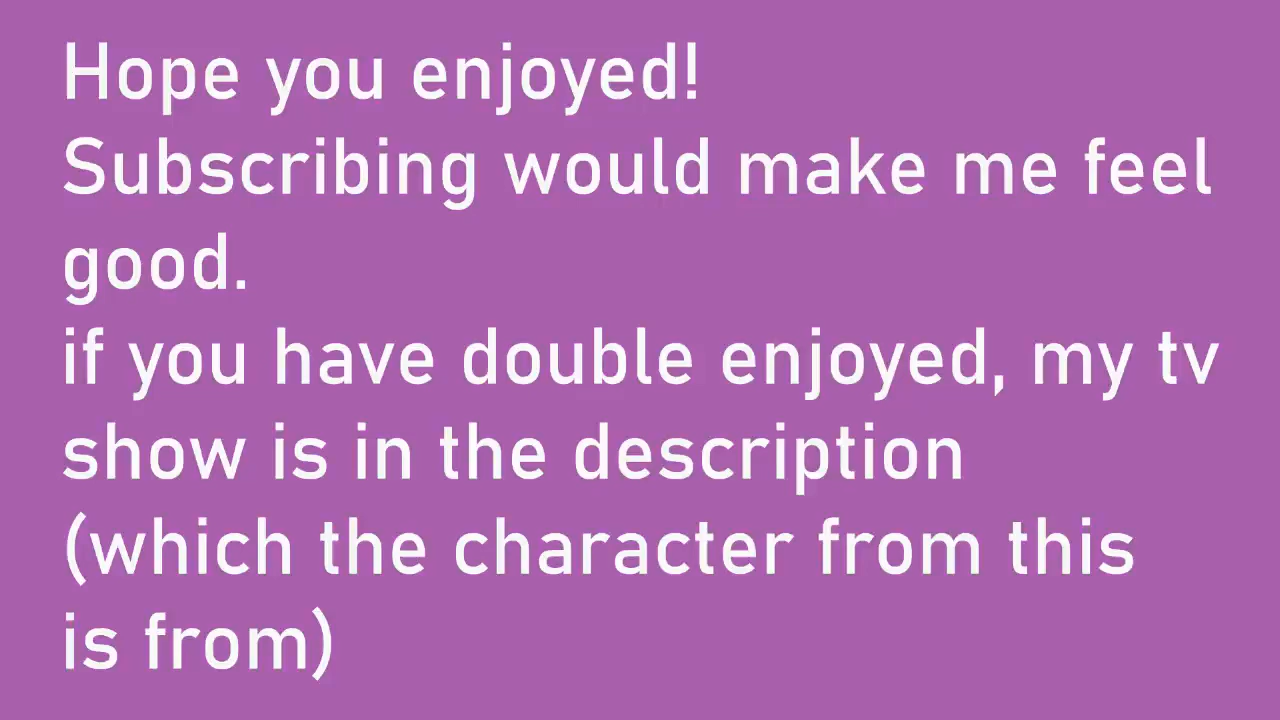 Hope you enjoyed!
Subscribing would make me feel
good.
if you have double enjoyed, my tv
show is in the description
(which the character from this
is from)